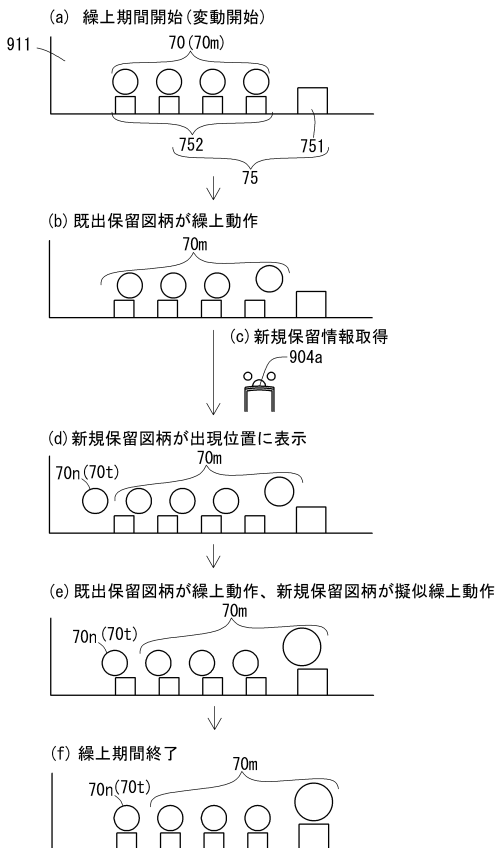 (a) 繰上期間開始(変動開始)
911
70(70m)
752
751
75
(b) 既出保留図柄が繰上動作
70m
(c) 新規保留情報取得
904a
(d) 新規保留図柄が出現位置に表示
70m
70n(70t)
(e) 既出保留図柄が繰上動作、新規保留図柄が擬似繰上動作
70m
70n(70t)
(f) 繰上期間終了
70m
70n(70t)